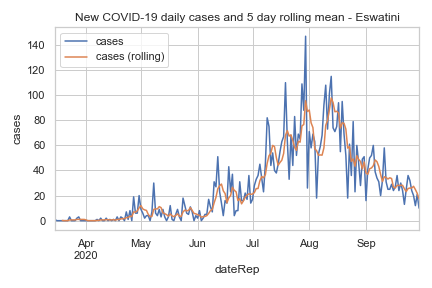 New COVID-19 daily cases and 5 day rolling mean - Eswatini
cases
cases (rolling)
140
120
100
80
60
40
20
0
cases
Apr May Jun Jul Aug Sep
2020
dateRep